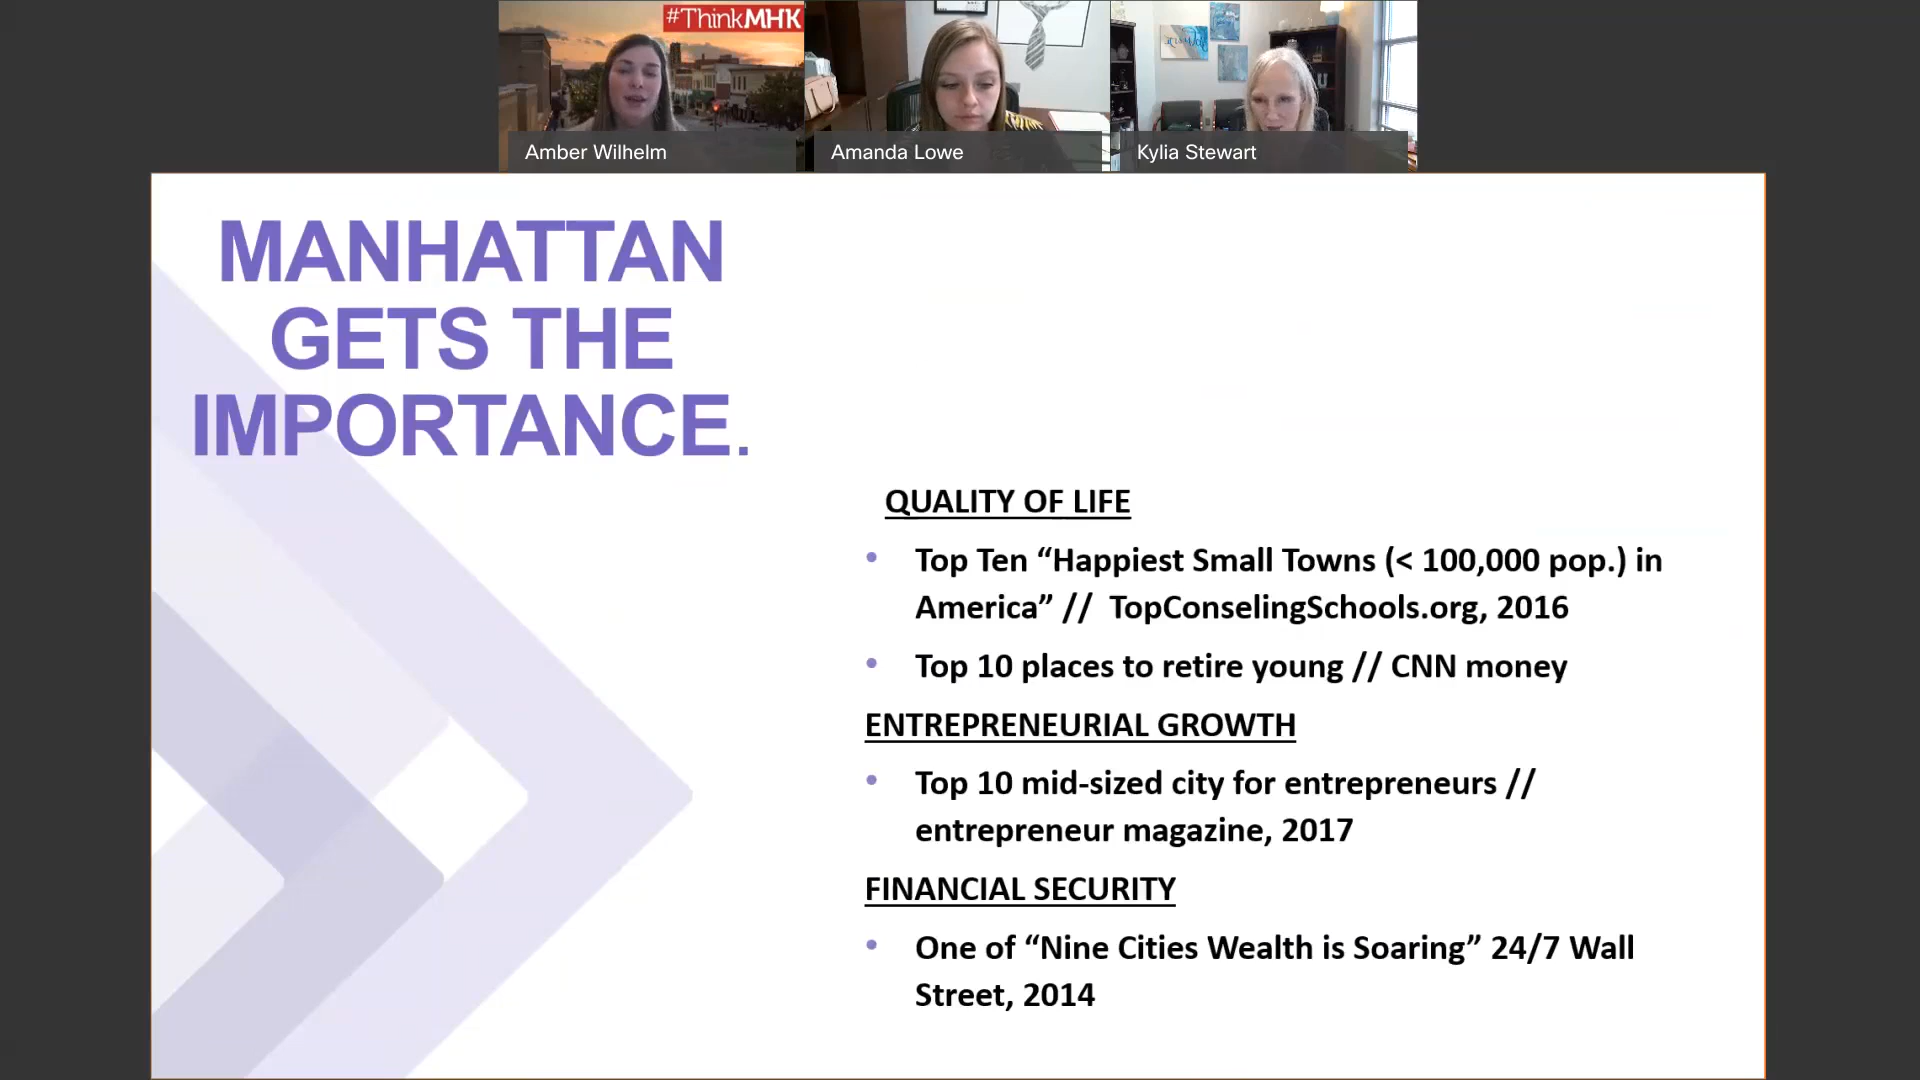 #ThinkMHK
Amber Wilhelm
Amanda Lowe
Kylia Stewart
MANHATTAN
GETS THE
IMPORTANCE.
QUALITY OF LIFE
• Top Ten “Happiest Small Towns (< 100,000 pop.) in
America” // TopConselingSchools.org, 2016
• Top 10 places to retire young // CNN money
ENTREPRENEURIAL GROWTH
• Top 10 mid-sized city for entrepreneurs //
entrepreneur magazine, 2017
FINANCIAL SECURITY
• One of “Nine Cities Wealth is Soaring” 24/7 Wall
Street, 2014